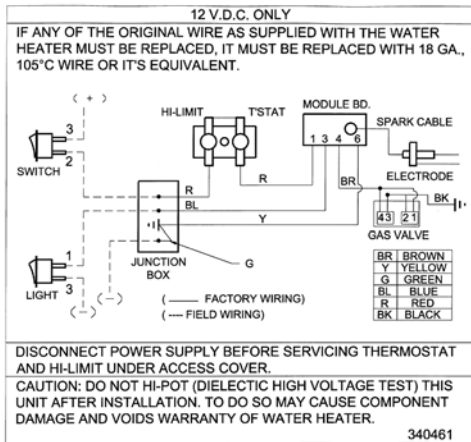 12 V.D.C. ONLY
IF ANY OF THE ORIGINAL WIRE AS SUPPLIED WITH THE WATER
HEATER MUST BE REPLACED, IT MUST BE REPLACED WITH 18 GA.,
105°C WIRE OR IT'S EQUIVALENT.
( + )
HI-LIMIT
T'STAT
MODULE BD.
SPARK CABLE
3
2
SWITCH
1 3 4 6
ELECTRODE
R
R
BR
BK
BL
Y
4 3 2 1
GAS VALVE
1
3
LIGHT
JUNCTION
BOX
G
(—)
(—)
( —— FACTORY WIRING)
( ---- FIELD WIRING)
BR BROWN
Y YELLOW
G GREEN
BL BLUE
R RED
BK BLACK
DISCONNECT POWER SUPPLY BEFORE SERVICING THERMOSTAT
AND HI-LIMIT UNDER ACCESS COVER.
CAUTION: DO NOT HI-POT (DIELECTIC HIGH VOLTAGE TEST) THIS
UNIT AFTER INSTALLATION. TO DO SO MAY CAUSE COMPONENT
DAMAGE AND VOIDS WARRANTY OF WATER HEATER.
340461